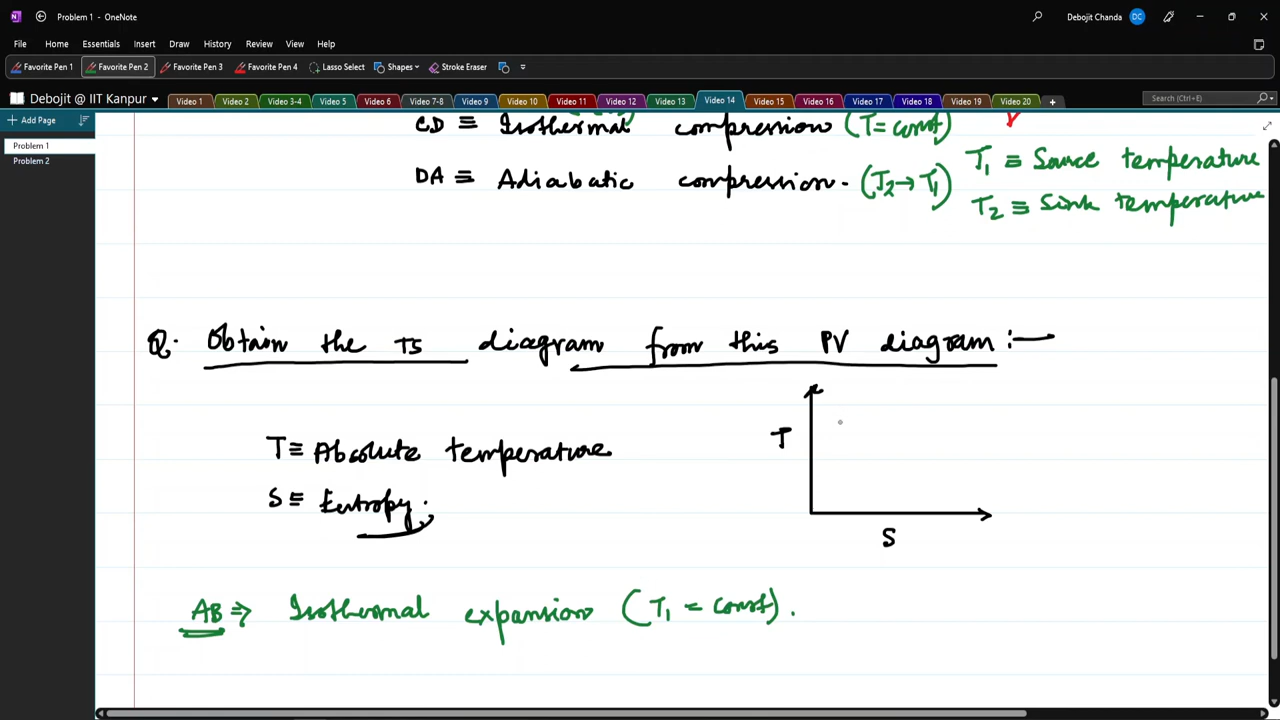 Problem 1 - OneNote
Debojit Chanda DC
File Home Essentials Insert Draw History Review View Help
Favorite Pen 1 Favorite Pen 2 Favorite Pen 3 Favorite Pen 4 Lasso Select Shapes Stroke Eraser
Debojit @ IIT Kanpur Video 1 Video 2 Video 3-4 Video 5 Video 6 Video 7-8 Video 9 Video 10 Video 11 Video 12 Video 13 Video 14 Video 15 Video 16 Video 17 Video 18 Video 19 Video 20 Search (Ctrl+E)
Add Page
Problem 1
Problem 2
CD ≡ Isothermal compression (T = const)
T1 ≡ Source temperature
DA ≡ Adiabatic compression. (T2 → T1)
T2 ≡ Sink temperature
Q. Obtain the TS diagram from this PV diagram :—
T ≡ Absolute temperature
T
S ≡ Entropy.
S
AB ⇒ Isothermal expansion (T1 = const).